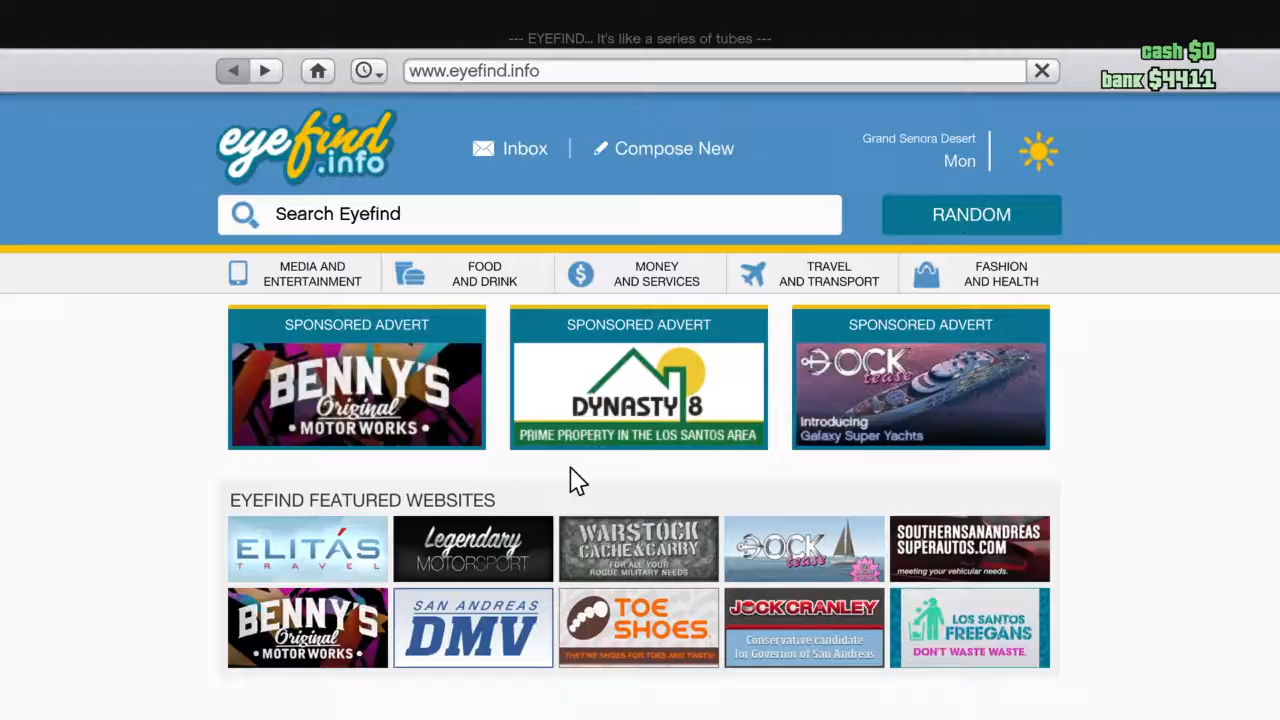 --- EYEFIND... It's like a series of tubes ---
cash $0
bank $4411
www.eyefind.info
eyefind
.info
Inbox
Compose New
Grand Senora Desert
Mon
Search Eyefind
RANDOM
MEDIA AND
ENTERTAINMENT
FOOD
AND DRINK
MONEY
AND SERVICES
TRAVEL
AND TRANSPORT
FASHION
AND HEALTH
SPONSORED ADVERT
BENNY'S
Original
• MOTOR WORKS •
SPONSORED ADVERT
DYNASTY 8
PRIME PROPERTY IN THE LOS SANTOS AREA
SPONSORED ADVERT
DOCK
tease
Introducing
Galaxy Super Yachts
EYEFIND FEATURED WEBSITES
ELITÁS
TRAVEL
Legendary
MOTORSPORT
WARSTOCK
CACHE & CARRY
FOR ALL YOUR
ROGUE MILITARY NEEDS
DOCK
tease
SOUTHERNSANANDREAS
SUPERAUTOS.COM
meeting your vehicular needs.
BENNY'S
Original
• MOTOR WORKS •
SAN ANDREAS
DMV
TOE
SHOES
THEY'RE SHOES FOR TOES AND TWATS!
JOCK CRANLEY
Conservative candidate
for Governor of San Andreas
LOS SANTOS
FREEGANS
DON'T WASTE WASTE.